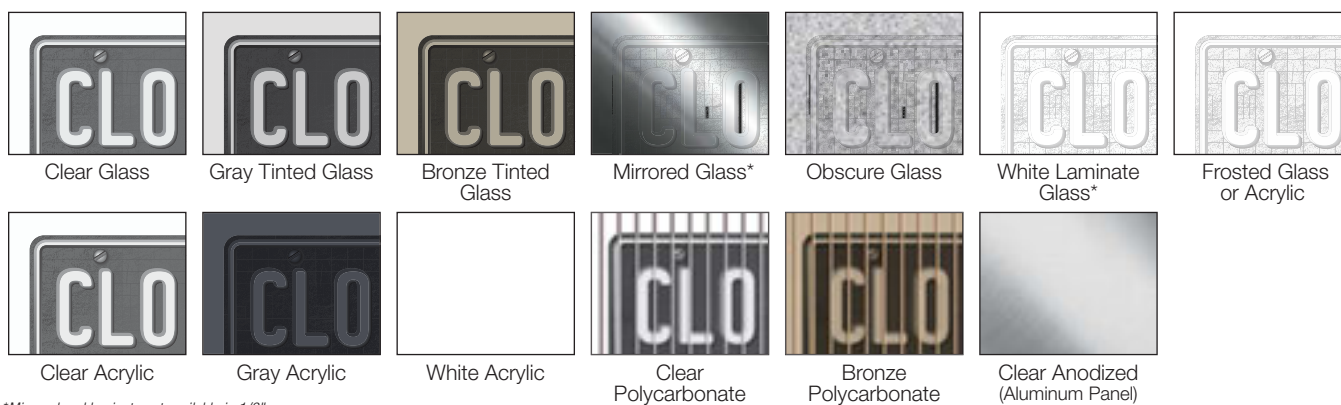 CLO CLO CLO CLO CLO CLO CLO
Clear Glass Gray Tinted Glass Bronze Tinted Glass Mirrored Glass* Obscure Glass White Laminate Glass* Frosted Glass or Acrylic
CLO CLO CLO CLO
Clear Acrylic Gray Acrylic White Acrylic Clear Polycarbonate Bronze Polycarbonate Clear Anodized (Aluminum Panel)